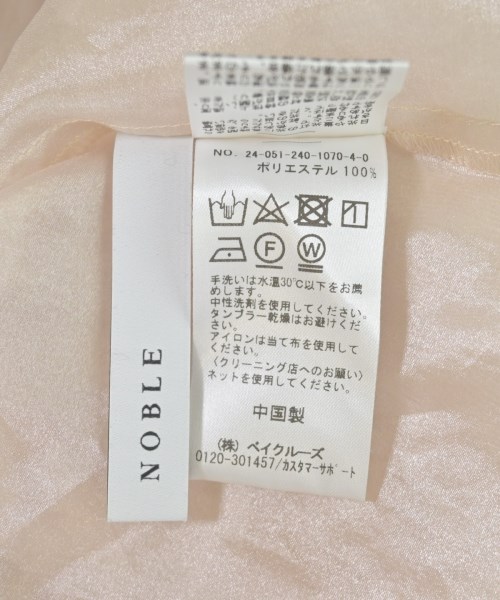 NO. 24-051-240-1070-4-0
ポリエステル 100%
F
W
手洗いは水温30℃以下をお薦
めします。
中性洗剤を使用してください。
タンブラー乾燥はお避けくだ
さい。
アイロンは当て布を使用して
ください。
〈クリーニング店へのお願い〉
ネットを使用してください。
中国製
(株) ベイクルーズ
0120-301457/カスタマーサポート
NOBLE